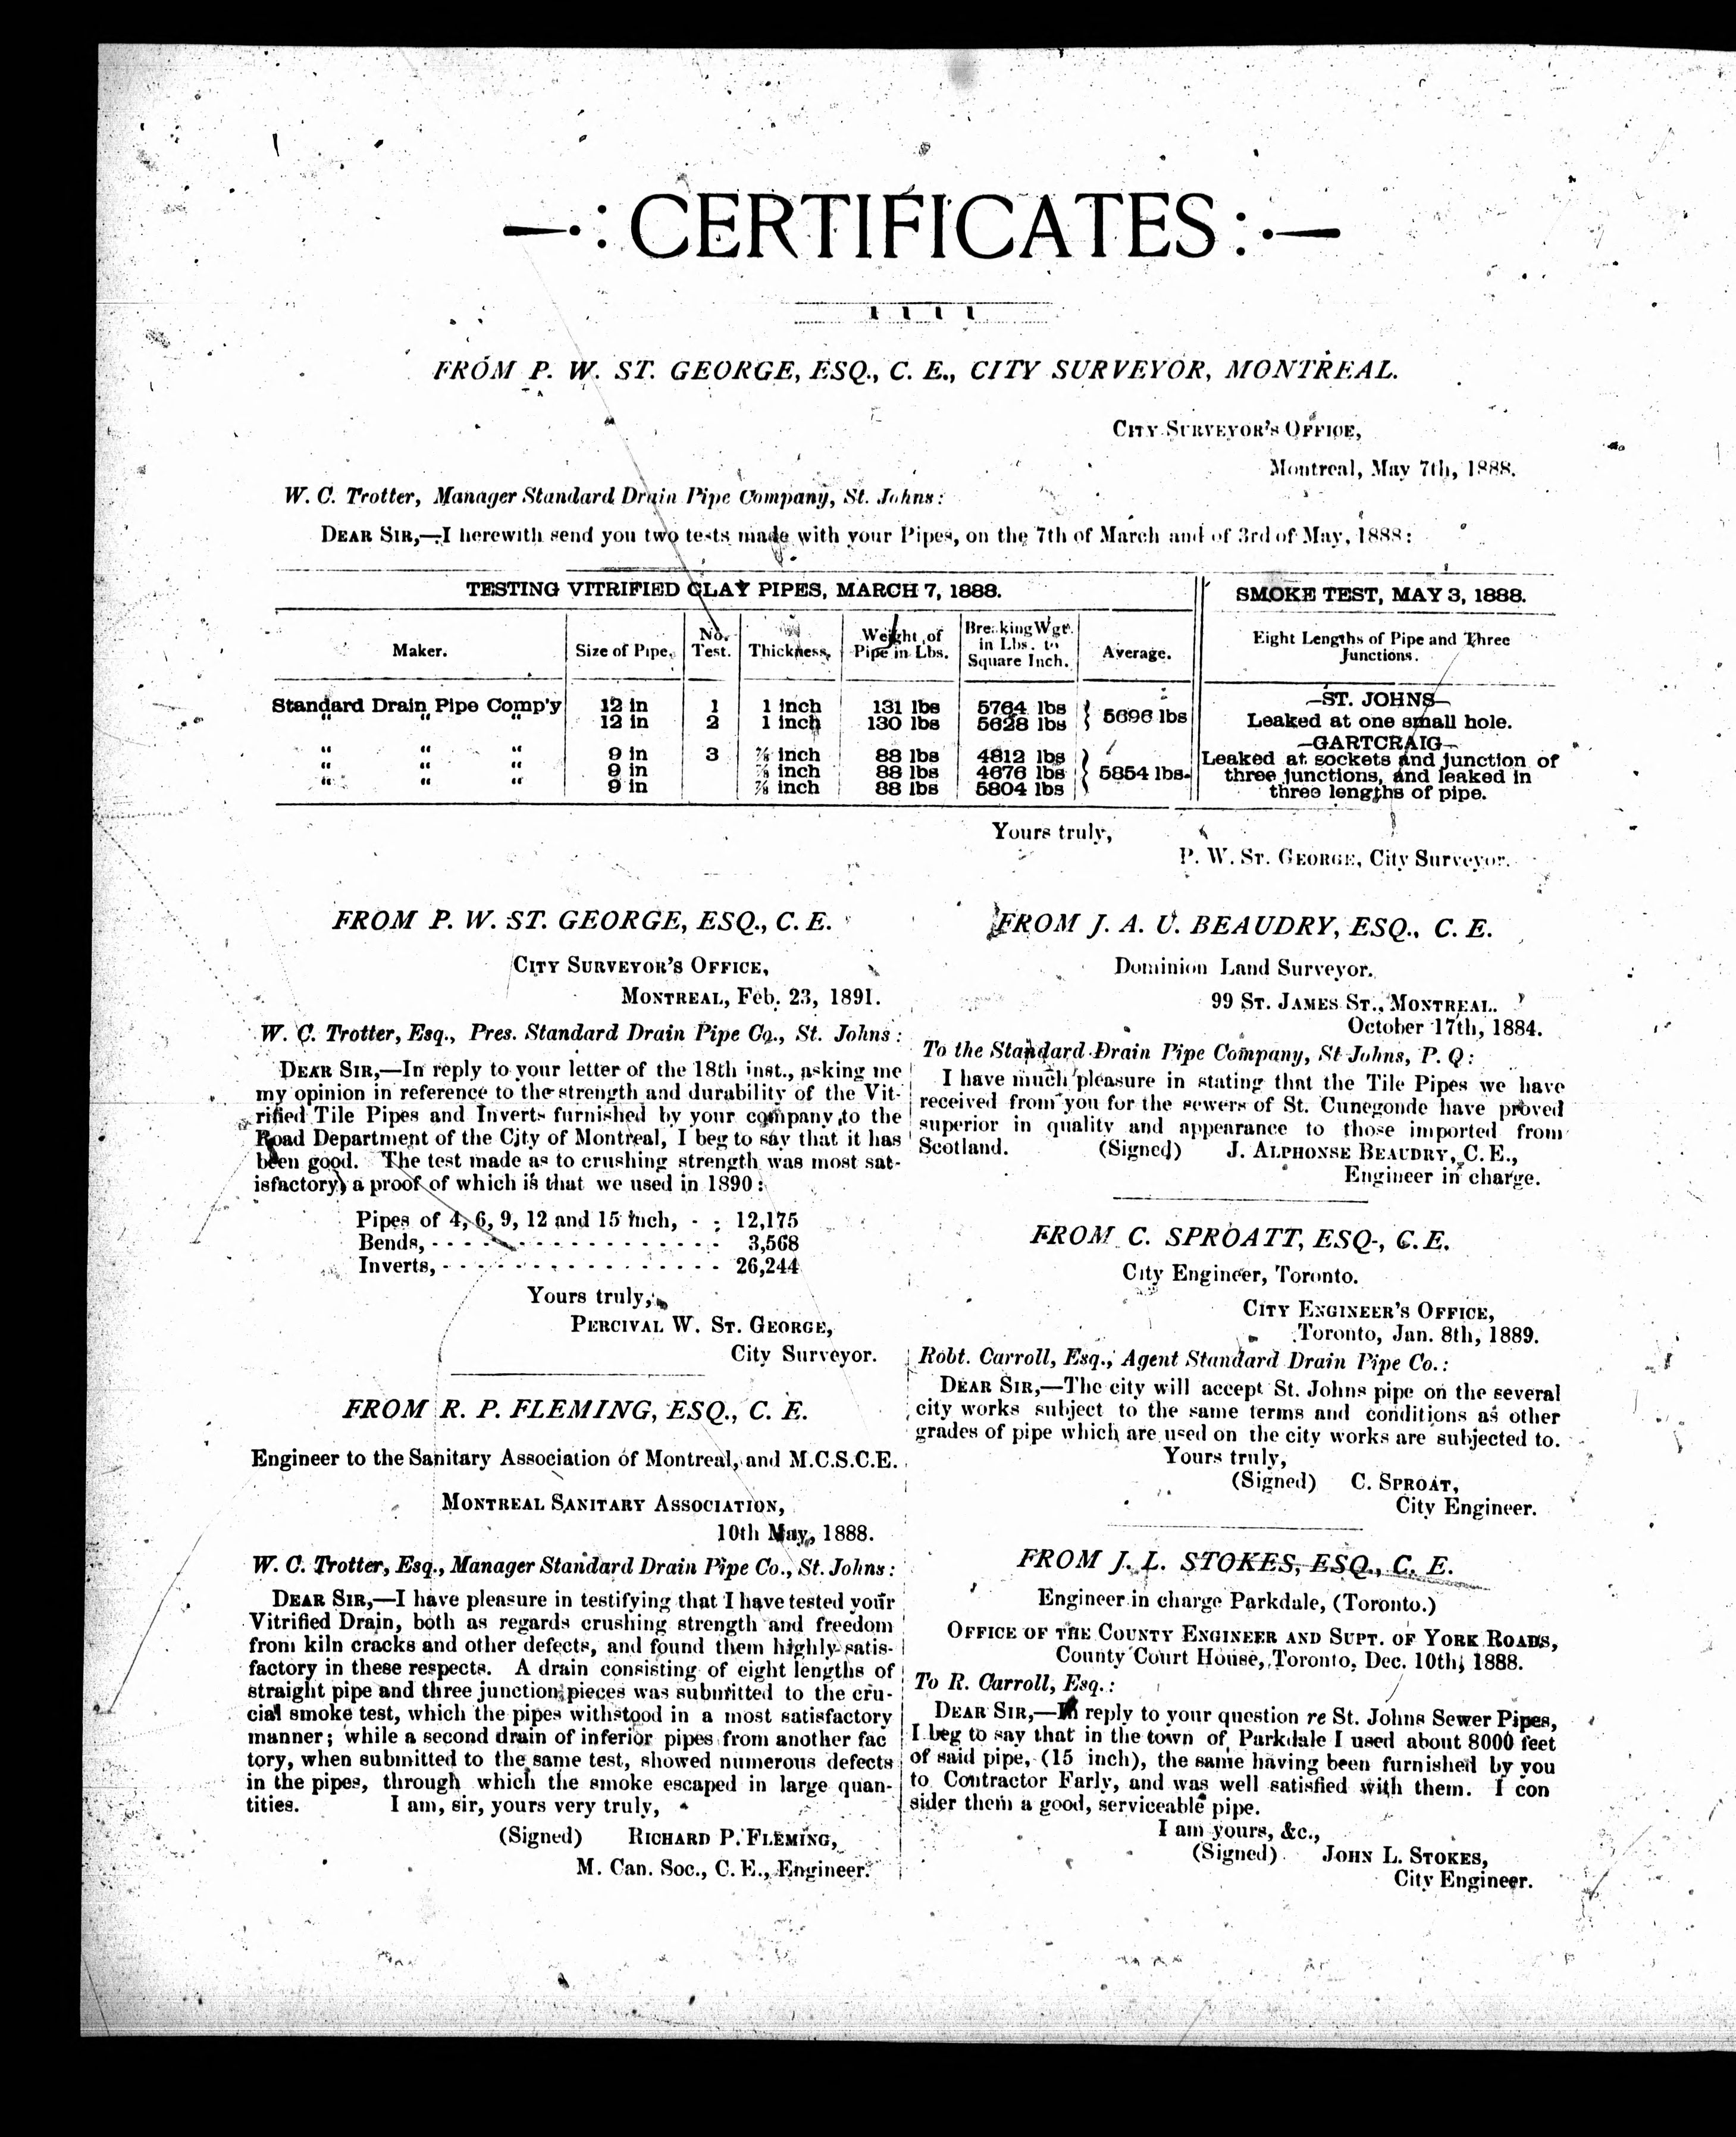 CERTIFICATES
FROM P. W. ST. GEORGE, ESQ., C. E., CITY SURVEYOR, MONTREAL.
CITY SURVEYOR'S OFFICE,
Montreal, May 7th, 1888.
W. C. Trotter, Manager Standard Drain Pipe Company, St. Johns:
DEAR SIR,—I herewith send you two tests made with your Pipes, on the 7th of March and of 3rd of May, 1888:
TESTING VITRIFIED CLAY PIPES, MARCH 7, 1888. SMOKE TEST, MAY 3, 1888.
Maker. Size of Pipe. No. Test. Thickness. Weight of Pipe in Lbs. Breaking Wgt. in Lbs. to Square Inch. Average. Eight Lengths of Pipe and Three Junctions.
Standard Drain Pipe Comp'y 12 in 1 1 inch 131 lbs 5764 lbs
" " " 12 in 2 1 inch 130 lbs 5628 lbs } 5696 lbs
" " " 9 in 3 ⅞ inch 88 lbs 4812 lbs
" " " 9 in ⅞ inch 88 lbs 4676 lbs } 5854 lbs.
" " " 9 in ⅞ inch 88 lbs 5804 lbs
—ST. JOHNS—
Leaked at one small hole.
—GARTCRAIG—
Leaked at sockets and junction of
three junctions, and leaked in
three lengths of pipe.
Yours truly,
P. W. ST. GEORGE, City Surveyor.
FROM P. W. ST. GEORGE, ESQ., C. E.
CITY SURVEYOR'S OFFICE,
MONTREAL, Feb. 23, 1891.
W. C. Trotter, Esq., Pres. Standard Drain Pipe Co., St. Johns:
DEAR SIR,—In reply to your letter of the 18th inst., asking me
my opinion in reference to the strength and durability of the Vit-
rified Tile Pipes and Inverts furnished by your company to the
Road Department of the City of Montreal, I beg to say that it has
been good. The test made as to crushing strength was most sat-
isfactory, a proof of which is that we used in 1890:
Pipes of 4, 6, 9, 12 and 15 inch, - - 12,175
Bends, - - - - - - - - - - - - - - - - - 3,568
Inverts, - - - - - - - - - - - - - - - - 26,244
Yours truly,
PERCIVAL W. ST. GEORGE,
City Surveyor.
FROM R. P. FLEMING, ESQ., C. E.
Engineer to the Sanitary Association of Montreal, and M.C.S.C.E.
MONTREAL SANITARY ASSOCIATION,
10th May, 1888.
W. C. Trotter, Esq., Manager Standard Drain Pipe Co., St. Johns:
DEAR SIR,—I have pleasure in testifying that I have tested your
Vitrified Drain, both as regards crushing strength and freedom
from kiln cracks and other defects, and found them highly satis-
factory in these respects. A drain consisting of eight lengths of
straight pipe and three junction pieces was submitted to the cru-
cial smoke test, which the pipes withstood in a most satisfactory
manner; while a second drain of inferior pipes from another fac
tory, when submitted to the same test, showed numerous defects
in the pipes, through which the smoke escaped in large quan-
tities. I am, sir, yours very truly,
(Signed) RICHARD P. FLEMING,
M. Can. Soc., C. E., Engineer.
FROM J. A. U. BEAUDRY, ESQ., C. E.
Dominion Land Surveyor.
99 ST. JAMES ST., MONTREAL.
October 17th, 1884.
To the Standard Drain Pipe Company, St Johns, P. Q:
I have much pleasure in stating that the Tile Pipes we have
received from you for the sewers of St. Cunegonde have proved
superior in quality and appearance to those imported from
Scotland. (Signed) J. ALPHONSE BEAUDRY, C. E.,
Engineer in charge.
FROM C. SPROATT, ESQ-, C. E.
City Engineer, Toronto.
CITY ENGINEER'S OFFICE,
Toronto, Jan. 8th, 1889.
Robt. Carroll, Esq., Agent Standard Drain Pipe Co.:
DEAR SIR,—The city will accept St. Johns pipe on the several
city works subject to the same terms and conditions as other
grades of pipe which are used on the city works are subjected to.
Yours truly,
(Signed) C. SPROAT,
City Engineer.
FROM J. L. STOKES, ESQ., C. E.
Engineer in charge Parkdale, (Toronto.)
OFFICE OF THE COUNTY ENGINEER AND SUPT. OF YORK ROADS,
County Court House, Toronto, Dec. 10th, 1888.
To R. Carroll, Esq.:
DEAR SIR,—In reply to your question re St. Johns Sewer Pipes,
I beg to say that in the town of Parkdale I used about 8000 feet
of said pipe, (15 inch), the same having been furnished by you
to Contractor Farly, and was well satisfied with them. I con
sider them a good, serviceable pipe.
I am yours, &c.,
(Signed) JOHN L. STOKES,
City Engineer.